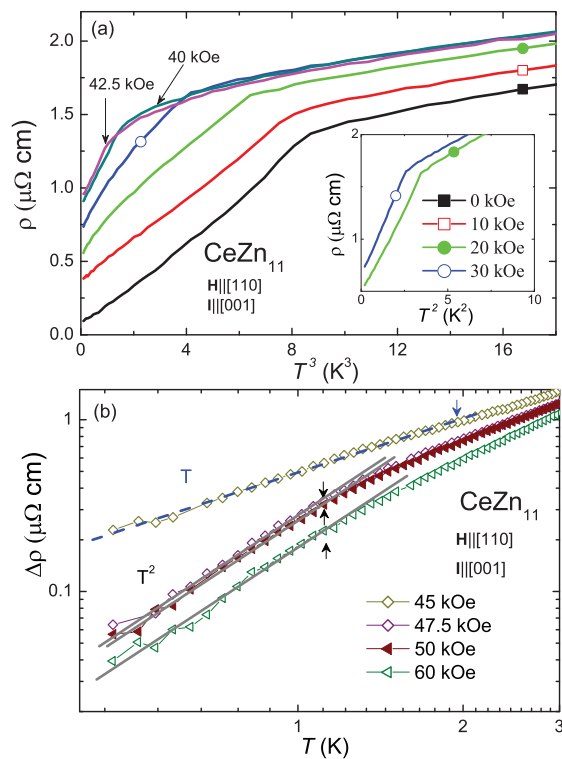 (a)
40 kOe
42.5 kOe
ρ (μΩ cm)
2.0
1.5
1.0
0.5
0.0
CeZn11
H||[110]
I||[001]
2
1
ρ (μΩ cm)
0 kOe
10 kOe
20 kOe
30 kOe
0 5 10
T² (K²)
0 4 8 12 16
T³ (K³)
(b)
1
0.1
Δρ (μΩ cm)
T
T²
CeZn11
H||[110]
I||[001]
45 kOe
47.5 kOe
50 kOe
60 kOe
1 2 3
T (K)